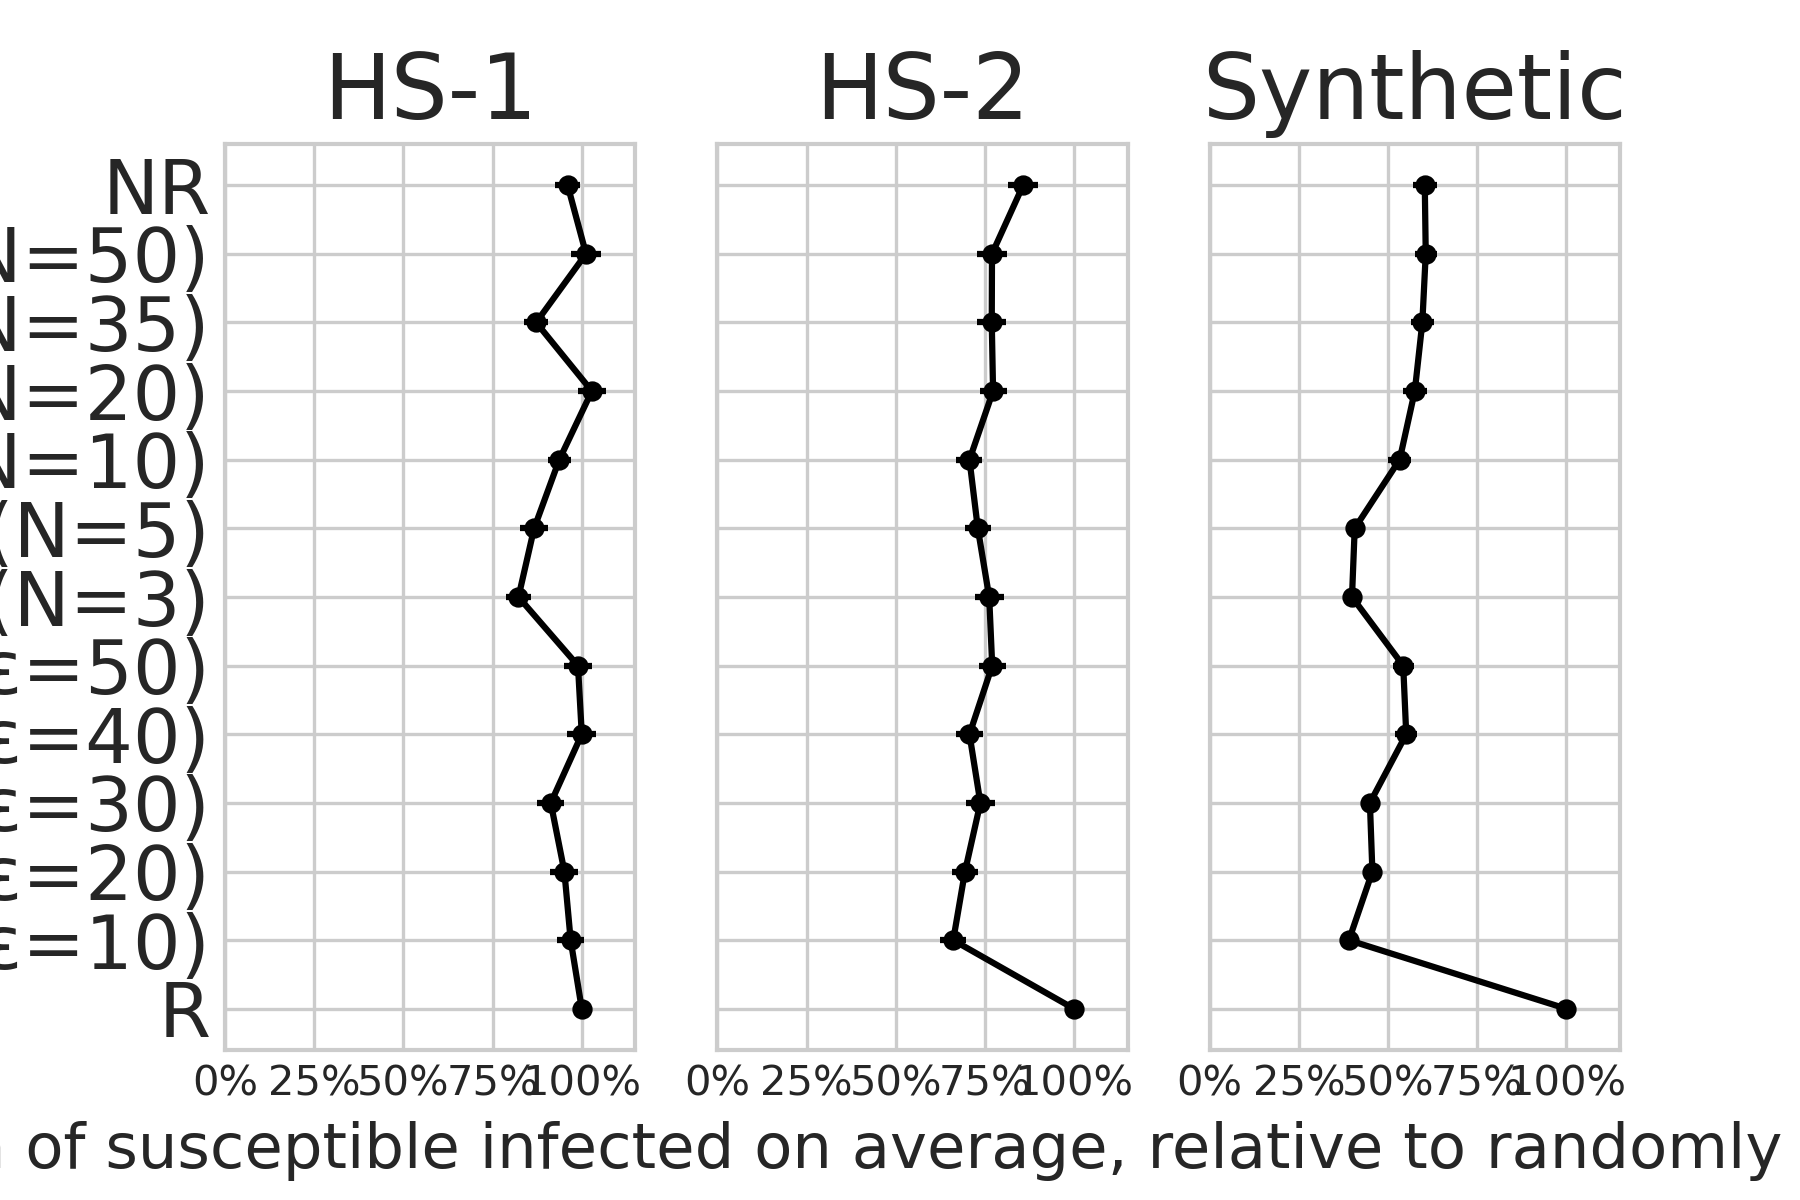 HS-1 HS-2 Synthetic
NR
N=50)
N=35)
N=20)
N=10)
(N=5)
(N=3)
ε=50)
ε=40)
ε=30)
ε=20)
ε=10)
R
0% 25% 50% 75% 100% 0% 25% 50% 75% 100% 0% 25% 50% 75% 100%
of susceptible infected on average, relative to randomly